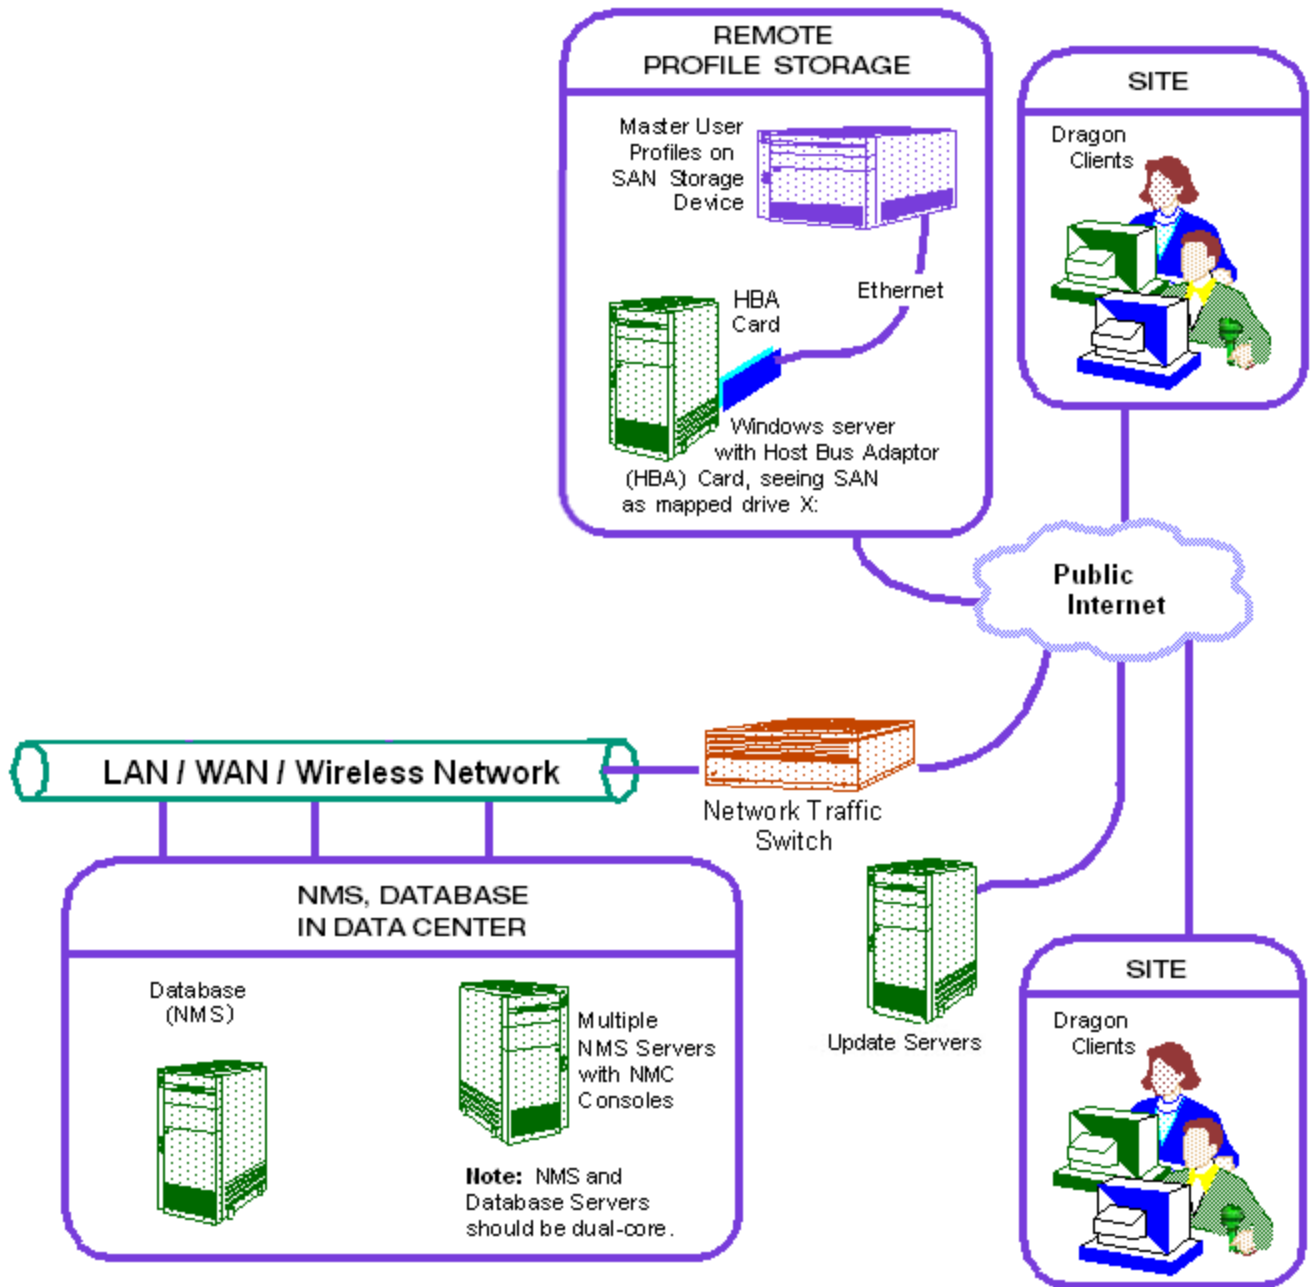 REMOTE
PROFILE STORAGE
Master User
Profiles on
SAN Storage
Device
Ethernet
HBA
Card
Windows server
with Host Bus Adaptor
(HBA) Card, seeing SAN
as mapped drive X:
SITE
Dragon
Clients
Public
Internet
LAN / WAN / Wireless Network
Network Traffic
Switch
NMS, DATABASE
IN DATA CENTER
Database
(NMS)
Multiple
NMS Servers
with NMC
Consoles
Note: NMS and
Database Servers
should be dual-core.
Update Servers
SITE
Dragon
Clients